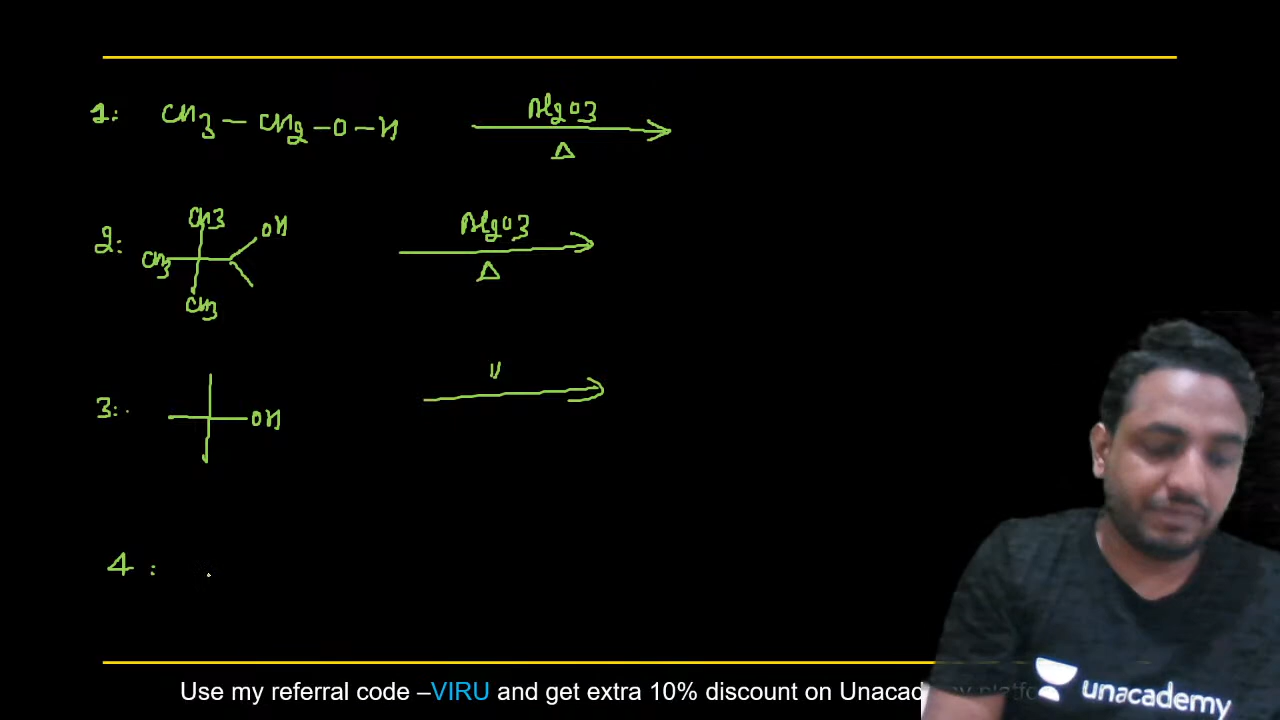 1: CH3 – CH2 – O – H Al2O3 Δ
2: CH3 CH3 CH3 OH Al2O3 Δ
3: OH "
4:
Use my referral code –VIRU and get extra 10% discount on Unacademy
unacademy